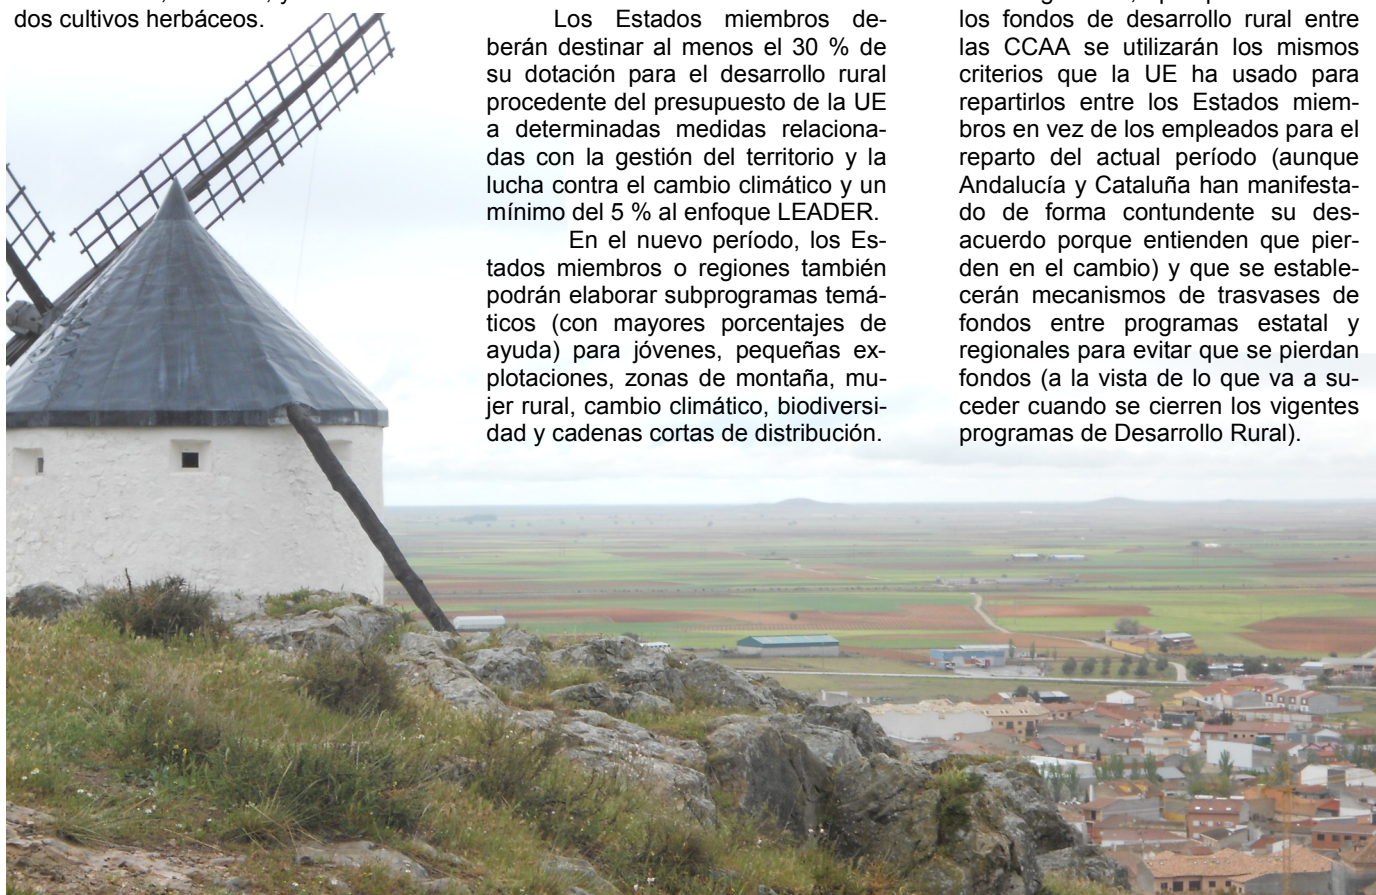 dos cultivos herbáceos.
Los Estados miembros de-
berán destinar al menos el 30 % de
su dotación para el desarrollo rural
procedente del presupuesto de la UE
a determinadas medidas relaciona-
das con la gestión del territorio y la
lucha contra el cambio climático y un
mínimo del 5 % al enfoque LEADER.
En el nuevo período, los Es-
tados miembros o regiones también
podrán elaborar subprogramas temá-
ticos (con mayores porcentajes de
ayuda) para jóvenes, pequeñas ex-
plotaciones, zonas de montaña, mu-
jer rural, cambio climático, biodiversi-
dad y cadenas cortas de distribución.
los fondos de desarrollo rural entre
las CCAA se utilizarán los mismos
criterios que la UE ha usado para
repartirlos entre los Estados miem-
bros en vez de los empleados para el
reparto del actual período (aunque
Andalucía y Cataluña han manifesta-
do de forma contundente su des-
acuerdo porque entienden que pier-
den en el cambio) y que se estable-
cerán mecanismos de trasvases de
fondos entre programas estatal y
regionales para evitar que se pierdan
fondos (a la vista de lo que va a su-
ceder cuando se cierren los vigentes
programas de Desarrollo Rural).